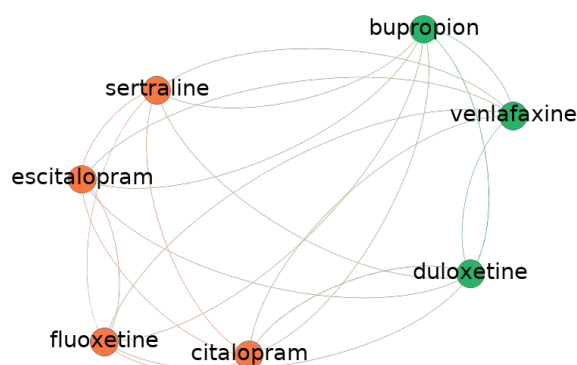 bupropion
sertraline
venlafaxine
escitalopram
duloxetine
fluoxetine
citalopram